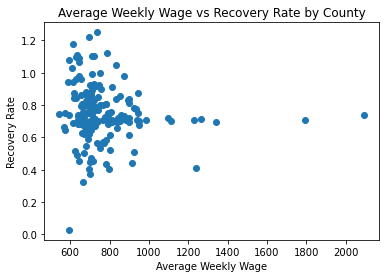 Average Weekly Wage vs Recovery Rate by County
1.2
1.0
0.8
0.6
0.4
0.2
0.0
Recovery Rate
600 800 1000 1200 1400 1600 1800 2000
Average Weekly Wage